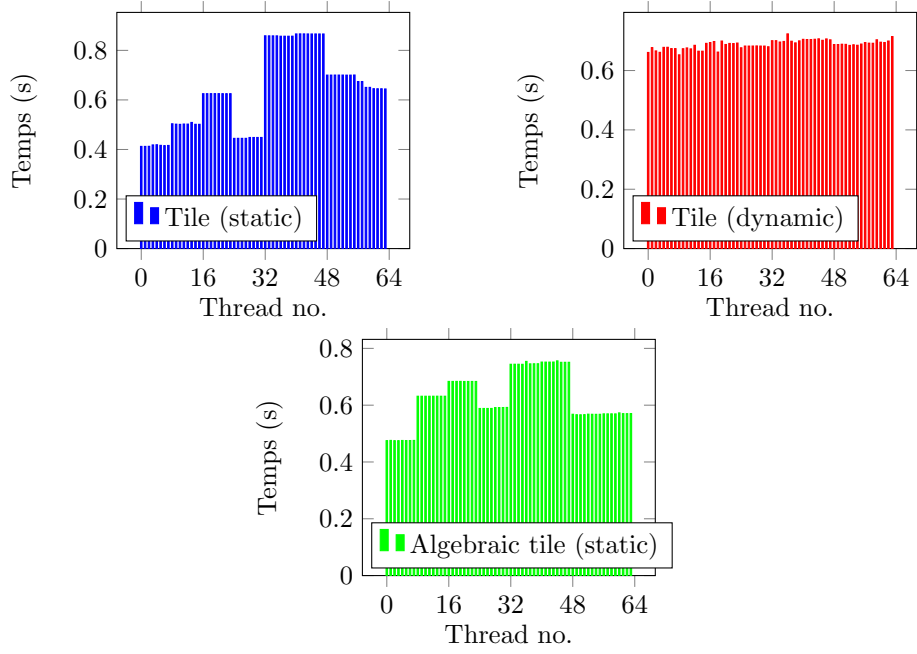 0.8
0.6
0.4
0.2
0
Temps (s)
Tile (static)
0 16 32 48 64
Thread no.
0.6
0.4
0.2
0
Temps (s)
Tile (dynamic)
0 16 32 48 64
Thread no.
0.8
0.6
0.4
0.2
0
Temps (s)
Algebraic tile (static)
0 16 32 48 64
Thread no.